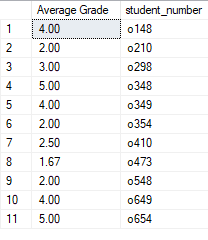 Average Grade student_number
1 4.00 o148
2 2.00 o210
3 3.00 o298
4 5.00 o348
5 4.00 o349
6 2.00 o354
7 2.50 o410
8 1.67 o473
9 2.00 o548
10 4.00 o649
11 5.00 o654